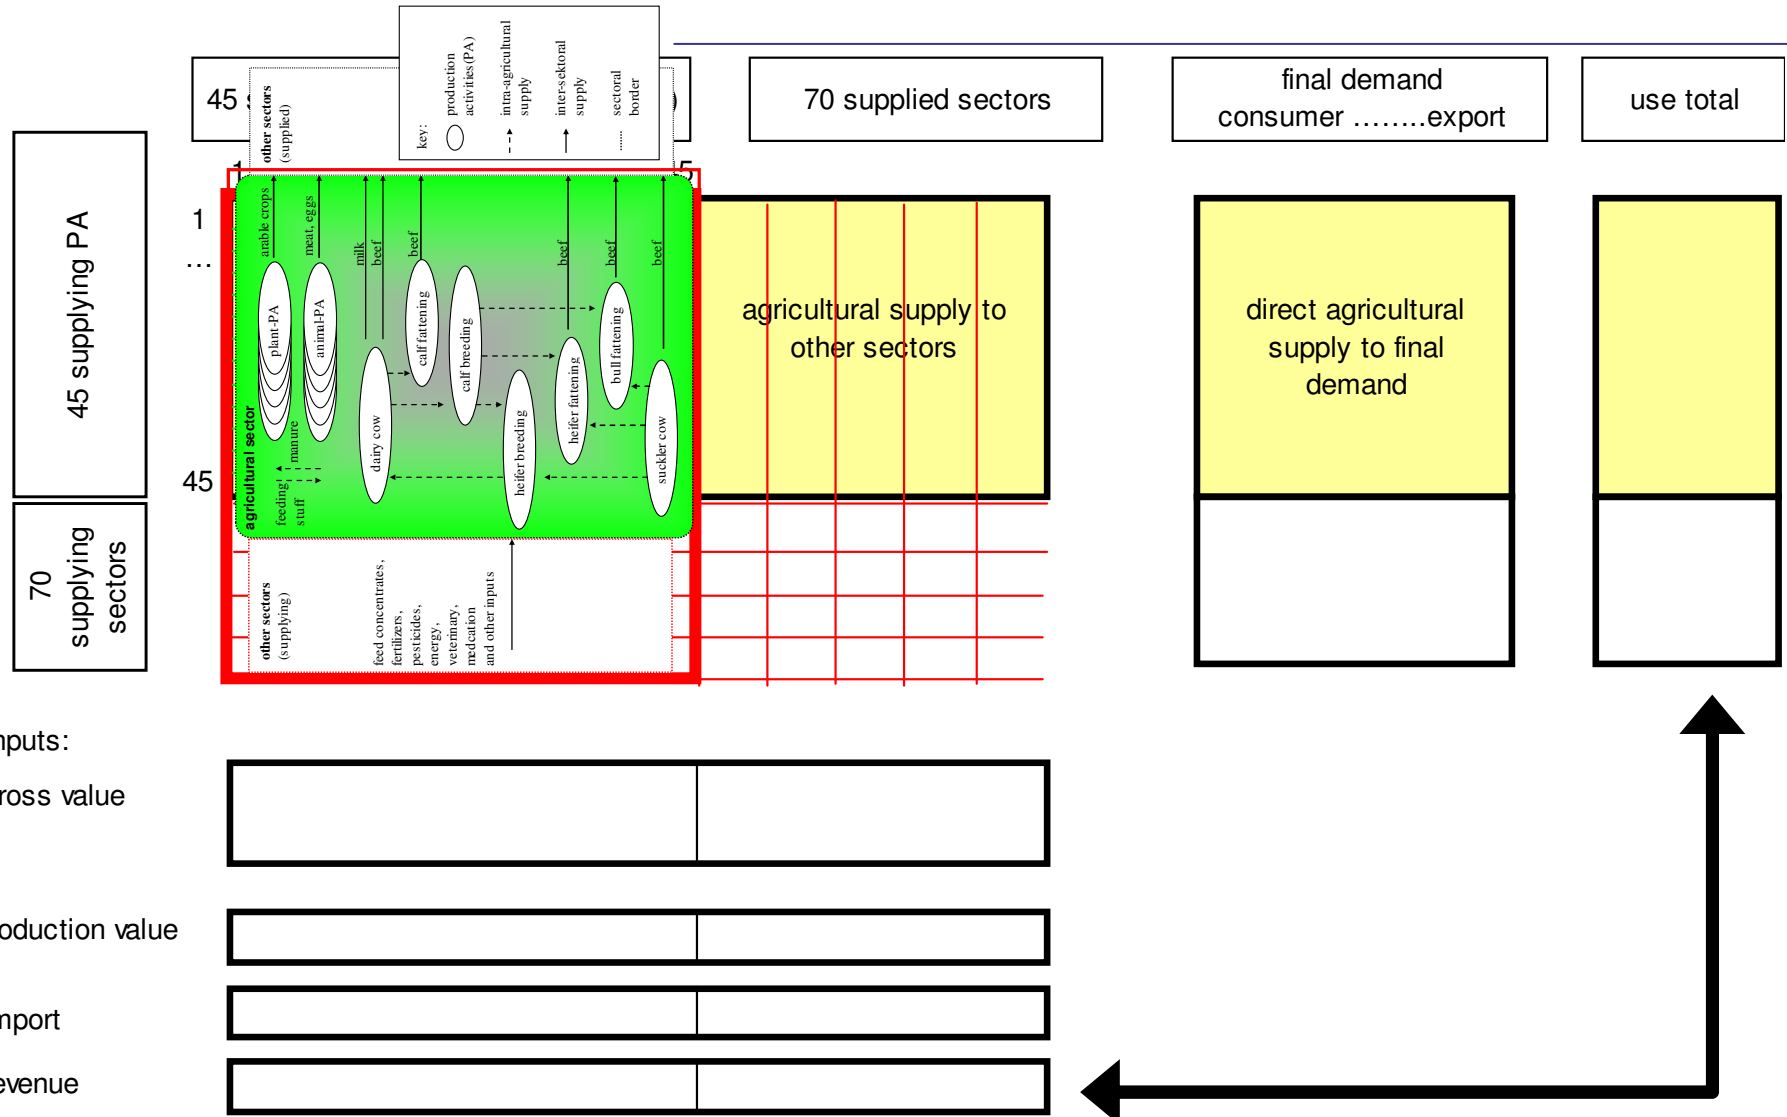 key:
production
activities(PA)
intra-agricultural
supply
inter-sektoral
supply
sectoral
border
45
70 supplied sectors
final demand
consumer ........export
use total
other sectors
(supplied)
1
5
45 supplying PA
1
...
45
arable crops
meat, eggs
milk
beef
beef
beef
beef
beef
plant-PA
animal-PA
dairy cow
calf fattening
calf breeding
heifer breeding
heifer fattening
bull fattening
suckler cow
agricultural sector
manure
feeding
stuff
agricultural supply to
other sectors
direct agricultural
supply to final
demand
70
supplying
sectors
other sectors
(supplying)
feed concentrates,
fertilizers,
pesticides,
energy,
veterinary,
medcation
and other inputs
nputs:
ross value
oduction value
mport
evenue